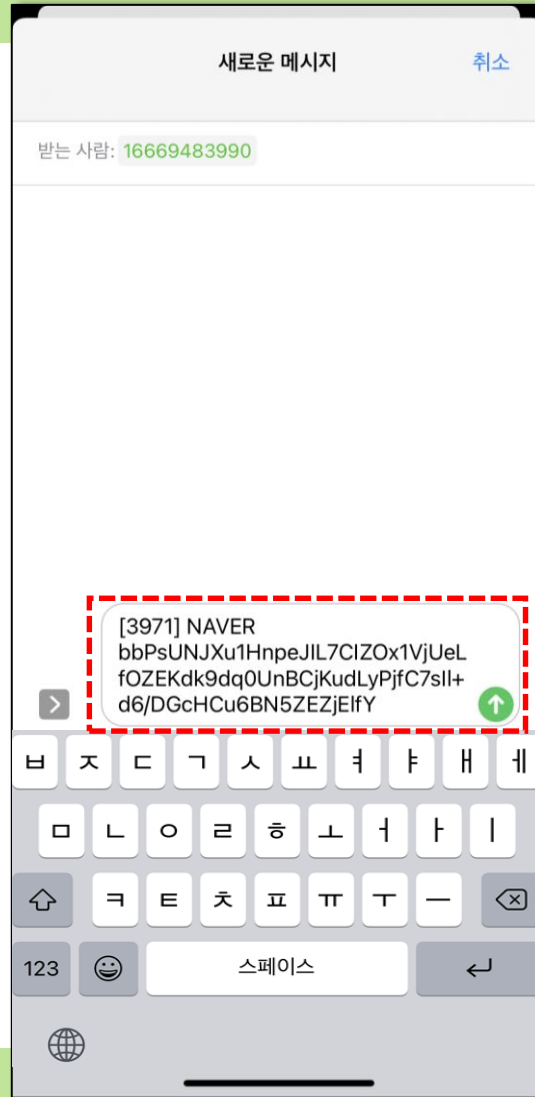 새로운 메시지 취소
받는 사람: 16669483990
[3971] NAVER
bbPsUNJXu1HnpeJIL7CIZOx1VjUeL
fOZEKdk9dq0UnBCjKudLyPjfC7slI+
d6/DGcHCu6BN5ZEZjElfY
ㅂ ㅈ ㄷ ㄱ ㅅ ㅛ ㅕ ㅑ ㅐ ㅔ
ㅁ ㄴ ㅇ ㄹ ㅎ ㅗ ㅓ ㅏ ㅣ
ㅋ ㅌ ㅊ ㅍ ㅠ ㅜ ㅡ
123 스페이스